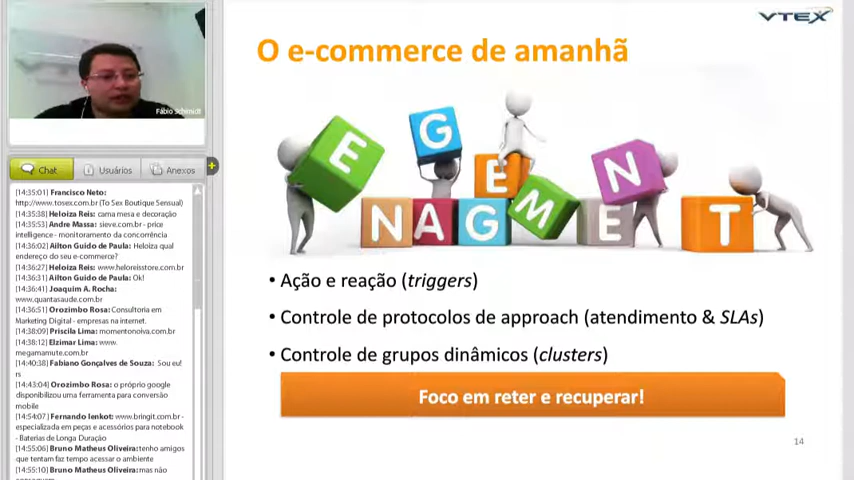 VTEX
O e-commerce de amanhã
Fábio Schmidt
Chat
Usuários
Anexos
[14:35:01] Francisco Neto:
http://www.tosex.com.br (To Sex Boutique Sensual)
[14:35:38] Heloiza Reis: cama mesa e decoração
[14:35:53] Andre Massa: sieve.com.br - price
intelligence - monitoramento da concorrência
[14:36:02] Ailton Guido de Paula: Heloiza qual
endereço do seu e-commerce?
[14:36:27] Heloiza Reis: www.heloreisstore.com.br
[14:36:31] Ailton Guido de Paula: Ok!
[14:36:41] Joaquim A. Rocha:
www.quantasaude.com.br
[14:36:51] Orozimbo Rosa: Consultoria em
Marketing Digital - empresas na internet.
[14:38:09] Priscila Lima: momentonoiva.com.br
[14:38:12] Elzimar Lima: www.
megamamute.com.br
[14:40:38] Fabiano Gonçalves de Souza: Sou eu!
rs
[14:43:04] Orozimbo Rosa: o próprio google
disponibilizou uma ferramenta para conversão
mobile
[14:54:07] Fernando Ienkot: www.bringit.com.br -
especializada em peças e acessórios para notebook
- Baterias de Longa Duração
[14:55:06] Bruno Matheus Oliveira: tenho amigos
que tentam faz tempo acessar o ambiente
[14:55:10] Bruno Matheus Oliveira: mas não
E G E N
N A G M E T
• Ação e reação (triggers)
• Controle de protocolos de approach (atendimento & SLAs)
• Controle de grupos dinâmicos (clusters)
Foco em reter e recuperar!
14